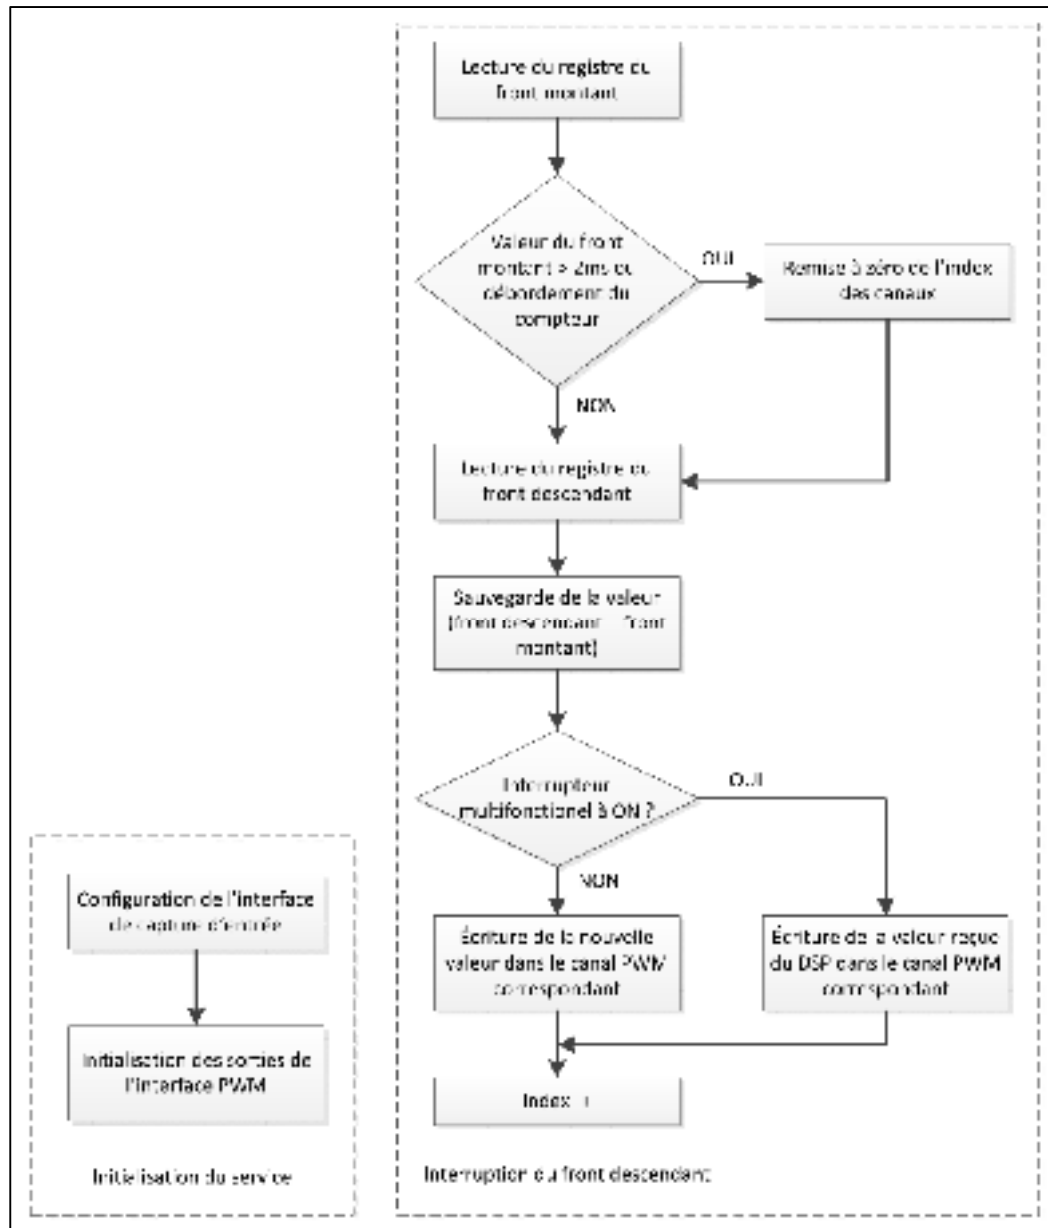 Lecture du registre du
front montant
Valeur du front
montant > 2ms ou
débordement du
compteur
OUI
Remise à zéro de l'index
des canaux
NON
Lecture du registre du
front descendant
Sauvegarde de la valeur
(front descendant front
montant)
Interrupteur
multifonctionel à ON ?
OUI
NON
Écriture de la nouvelle
valeur dans le canal PWM
correspondant
Écriture de la valeur reçue
du DSP dans le canal PWM
correspondant
Index
Interruption du front descendant
Configuration de l'interface
de capture d'entrée
Initialisation des sorties de
l'interface PWM
Initialisation du service